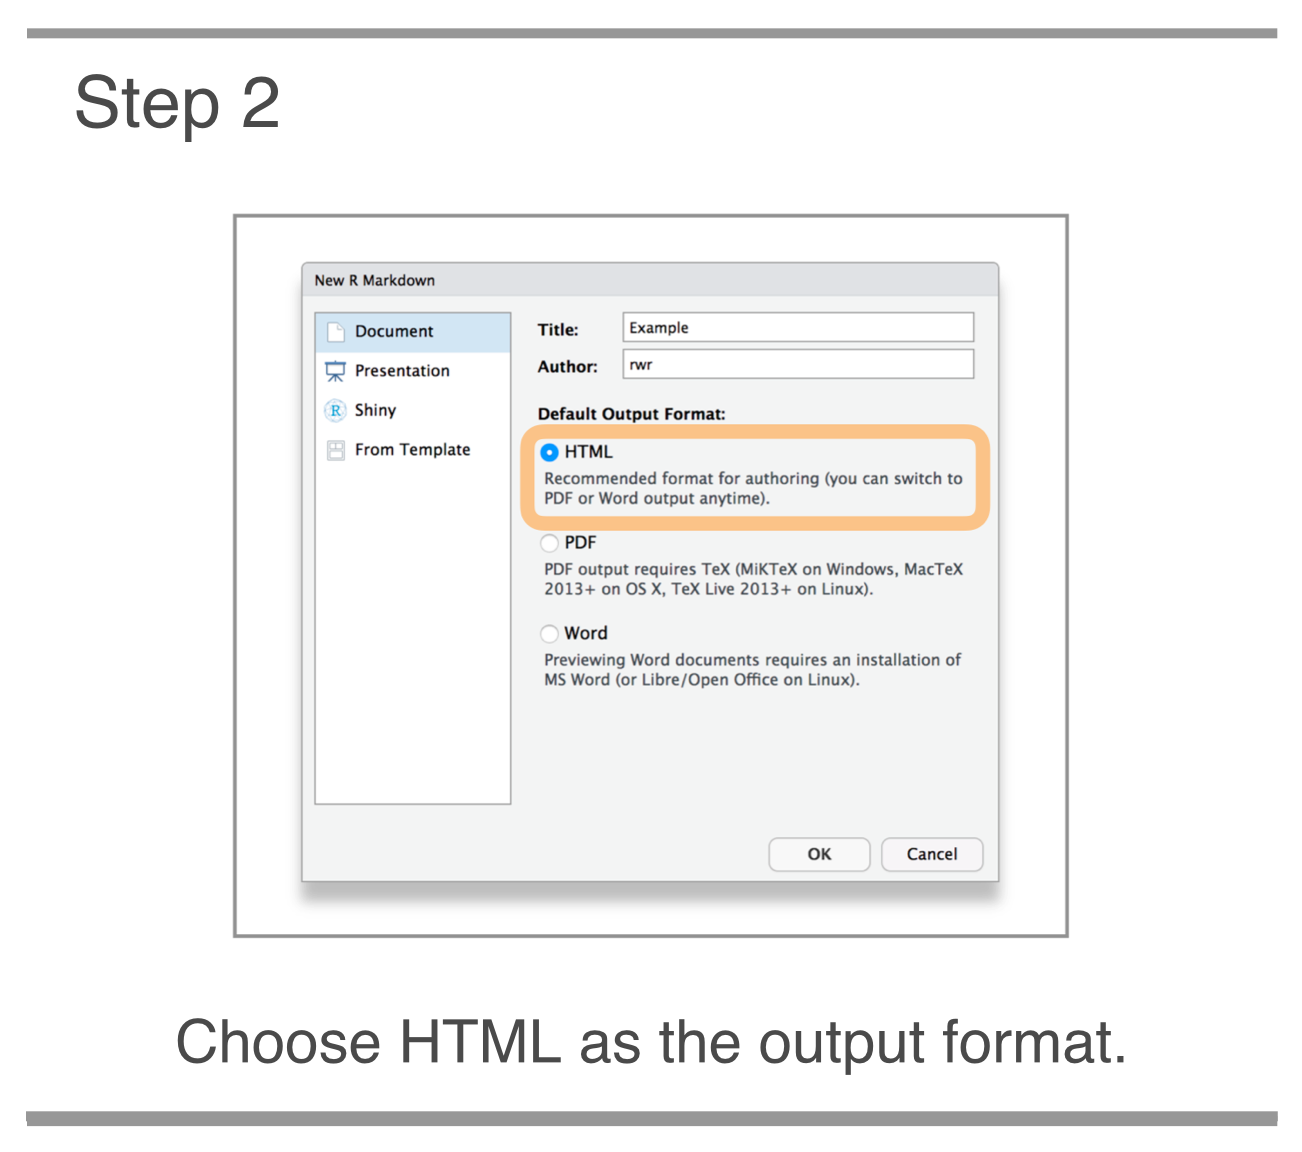 Step 2
New R Markdown
Document
Presentation
Shiny
From Template
Title:
Example
Author:
rwr
Default Output Format:
HTML
Recommended format for authoring (you can switch to
PDF or Word output anytime).
PDF
PDF output requires TeX (MiKTeX on Windows, MacTeX
2013+ on OS X, TeX Live 2013+ on Linux).
Word
Previewing Word documents requires an installation of
MS Word (or Libre/Open Office on Linux).
OK
Cancel
Choose HTML as the output format.